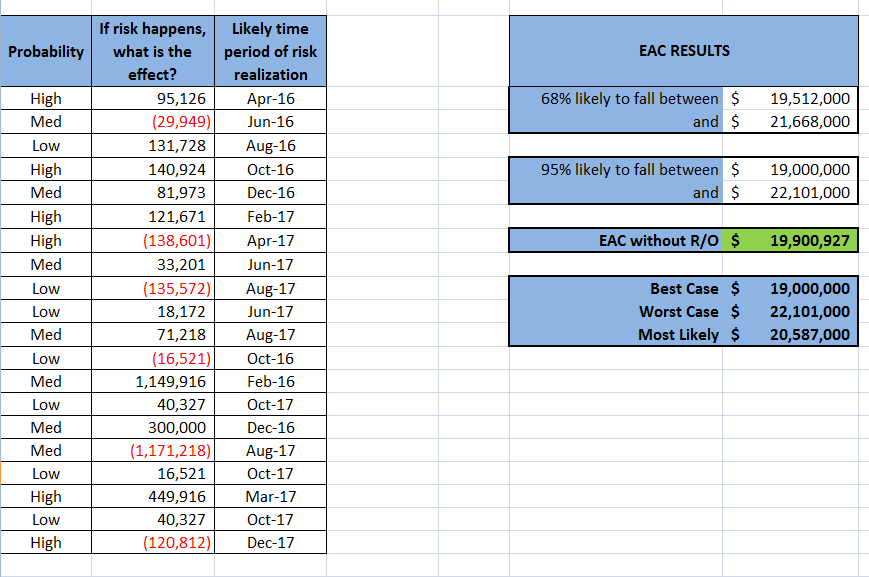 Probability
If risk happens,
what is the
effect?
Likely time
period of risk
realization
High 95,126 Apr-16
Med (29,949) Jun-16
Low 131,728 Aug-16
High 140,924 Oct-16
Med 81,973 Dec-16
High 121,671 Feb-17
High (138,601) Apr-17
Med 33,201 Jun-17
Low (135,572) Aug-17
Low 18,172 Jun-17
Med 71,218 Aug-17
Low (16,521) Oct-16
Med 1,149,916 Feb-16
Low 40,327 Oct-17
Med 300,000 Dec-16
Med (1,171,218) Aug-17
Low 16,521 Oct-17
High 449,916 Mar-17
Low 40,327 Oct-17
High (120,812) Dec-17
EAC RESULTS
68% likely to fall between $ 19,512,000
and $ 21,668,000
95% likely to fall between $ 19,000,000
and $ 22,101,000
EAC without R/O $ 19,900,927
Best Case $ 19,000,000
Worst Case $ 22,101,000
Most Likely $ 20,587,000